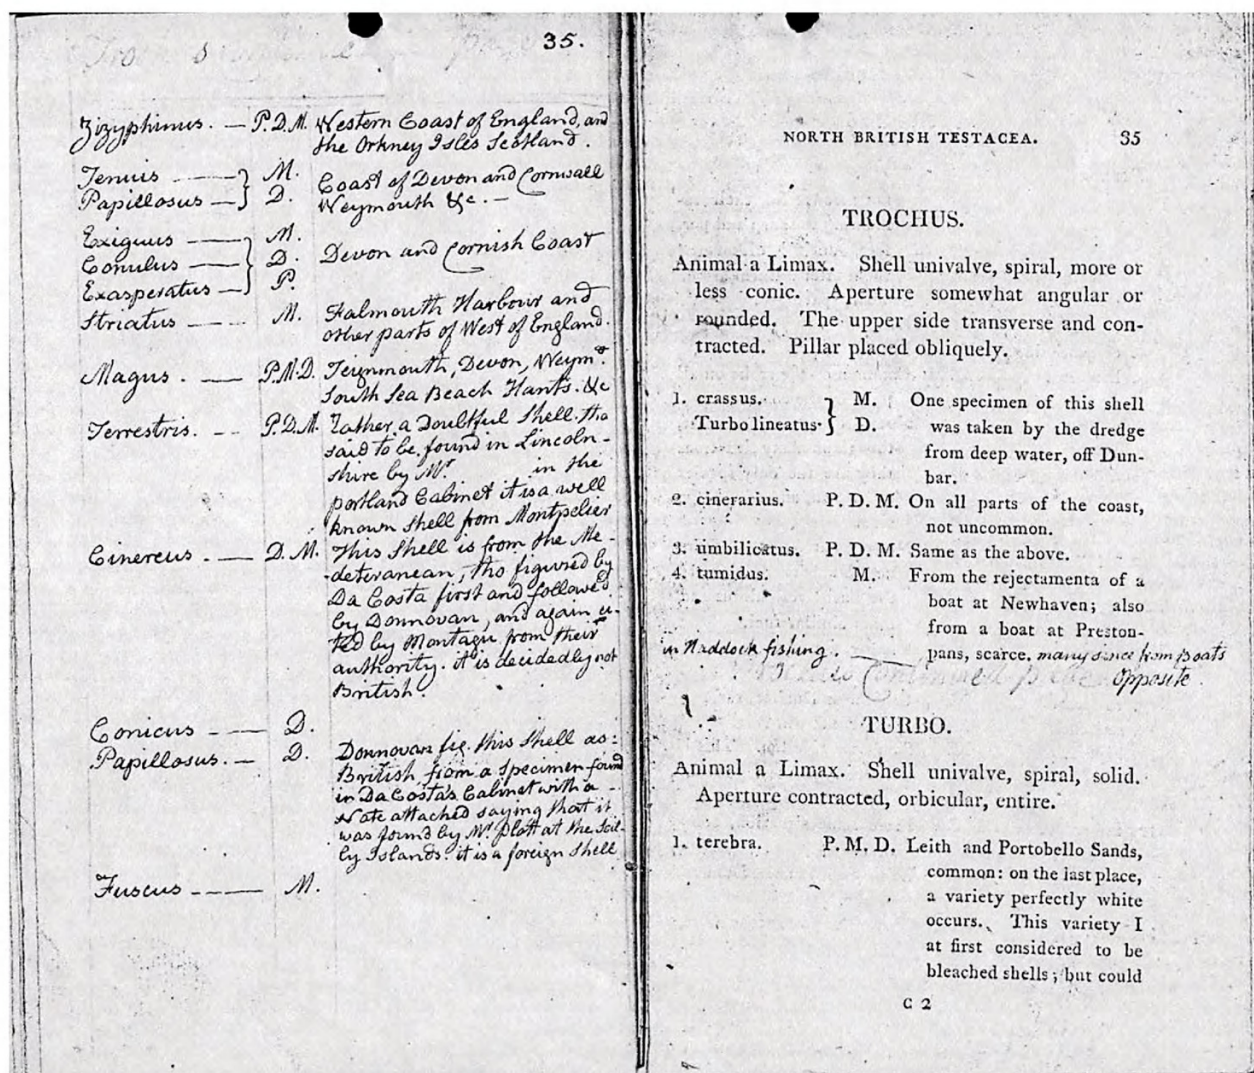 35.
Zizyphinus. — P.D.M. Western Coast of England, and
the Orkney Isles Scotland.
Tenuis — } M. Coast of Devon and Cornwall
Papillosus — } D. Weymouth &c. —
Exiguus — } M.
Conulus — } D. Devon and Cornish Coast
Exasperatus — } P.
Striatus — M. Falmouth Harbour and
other parts of West of England.
Magus. — P.M.D. Teignmouth, Devon, Weymº.
South Sea Beach Hants. &c
Terrestris. — P.D.M. Rather a Doubtful Shell. tho
said to be found in Lincoln-
shire by Mr in the
portland Cabinet it is a well
known Shell from Montpelier
Cinereus. — D.M. This Shell is from the Me-
deteranean, tho figured by
Da Costa first and followed
by Donnovan, and again ci-
ted by Montagu from their
authority. it is decidedly not
British.
Conicus — D.
Papillosus. — D. Donnovan fig. this Shell as
British from a specimen found
in Da Costa's Cabinet with a
Note attached saying that it
was found by Mr. Platt at the Scil-
ly Islands. it is a foreign Shell
Fuscus — M.
NORTH BRITISH TESTACEA. 35
TROCHUS.
Animal a Limax. Shell univalve, spiral, more or
less conic. Aperture somewhat angular or
rounded. The upper side transverse and con-
tracted. Pillar placed obliquely.
1. crassus. } M. One specimen of this shell
Turbo lineatus } D. was taken by the dredge
from deep water, off Dun-
bar.
2. cinerarius. P. D. M. On all parts of the coast,
not uncommon.
3. umbilicatus. P. D. M. Same as the above.
4. tumidus. M. From the rejectamenta of a
boat at Newhaven; also
from a boat at Preston-
pans, scarce. many since from boats
in Haddock fishing. —
opposite.
TURBO.
Animal a Limax. Shell univalve, spiral, solid.
Aperture contracted, orbicular, entire.
1. terebra. P. M. D. Leith and Portobello Sands,
common: on the last place,
a variety perfectly white
occurs. This variety I
at first considered to be
bleached shells; but could
C 2